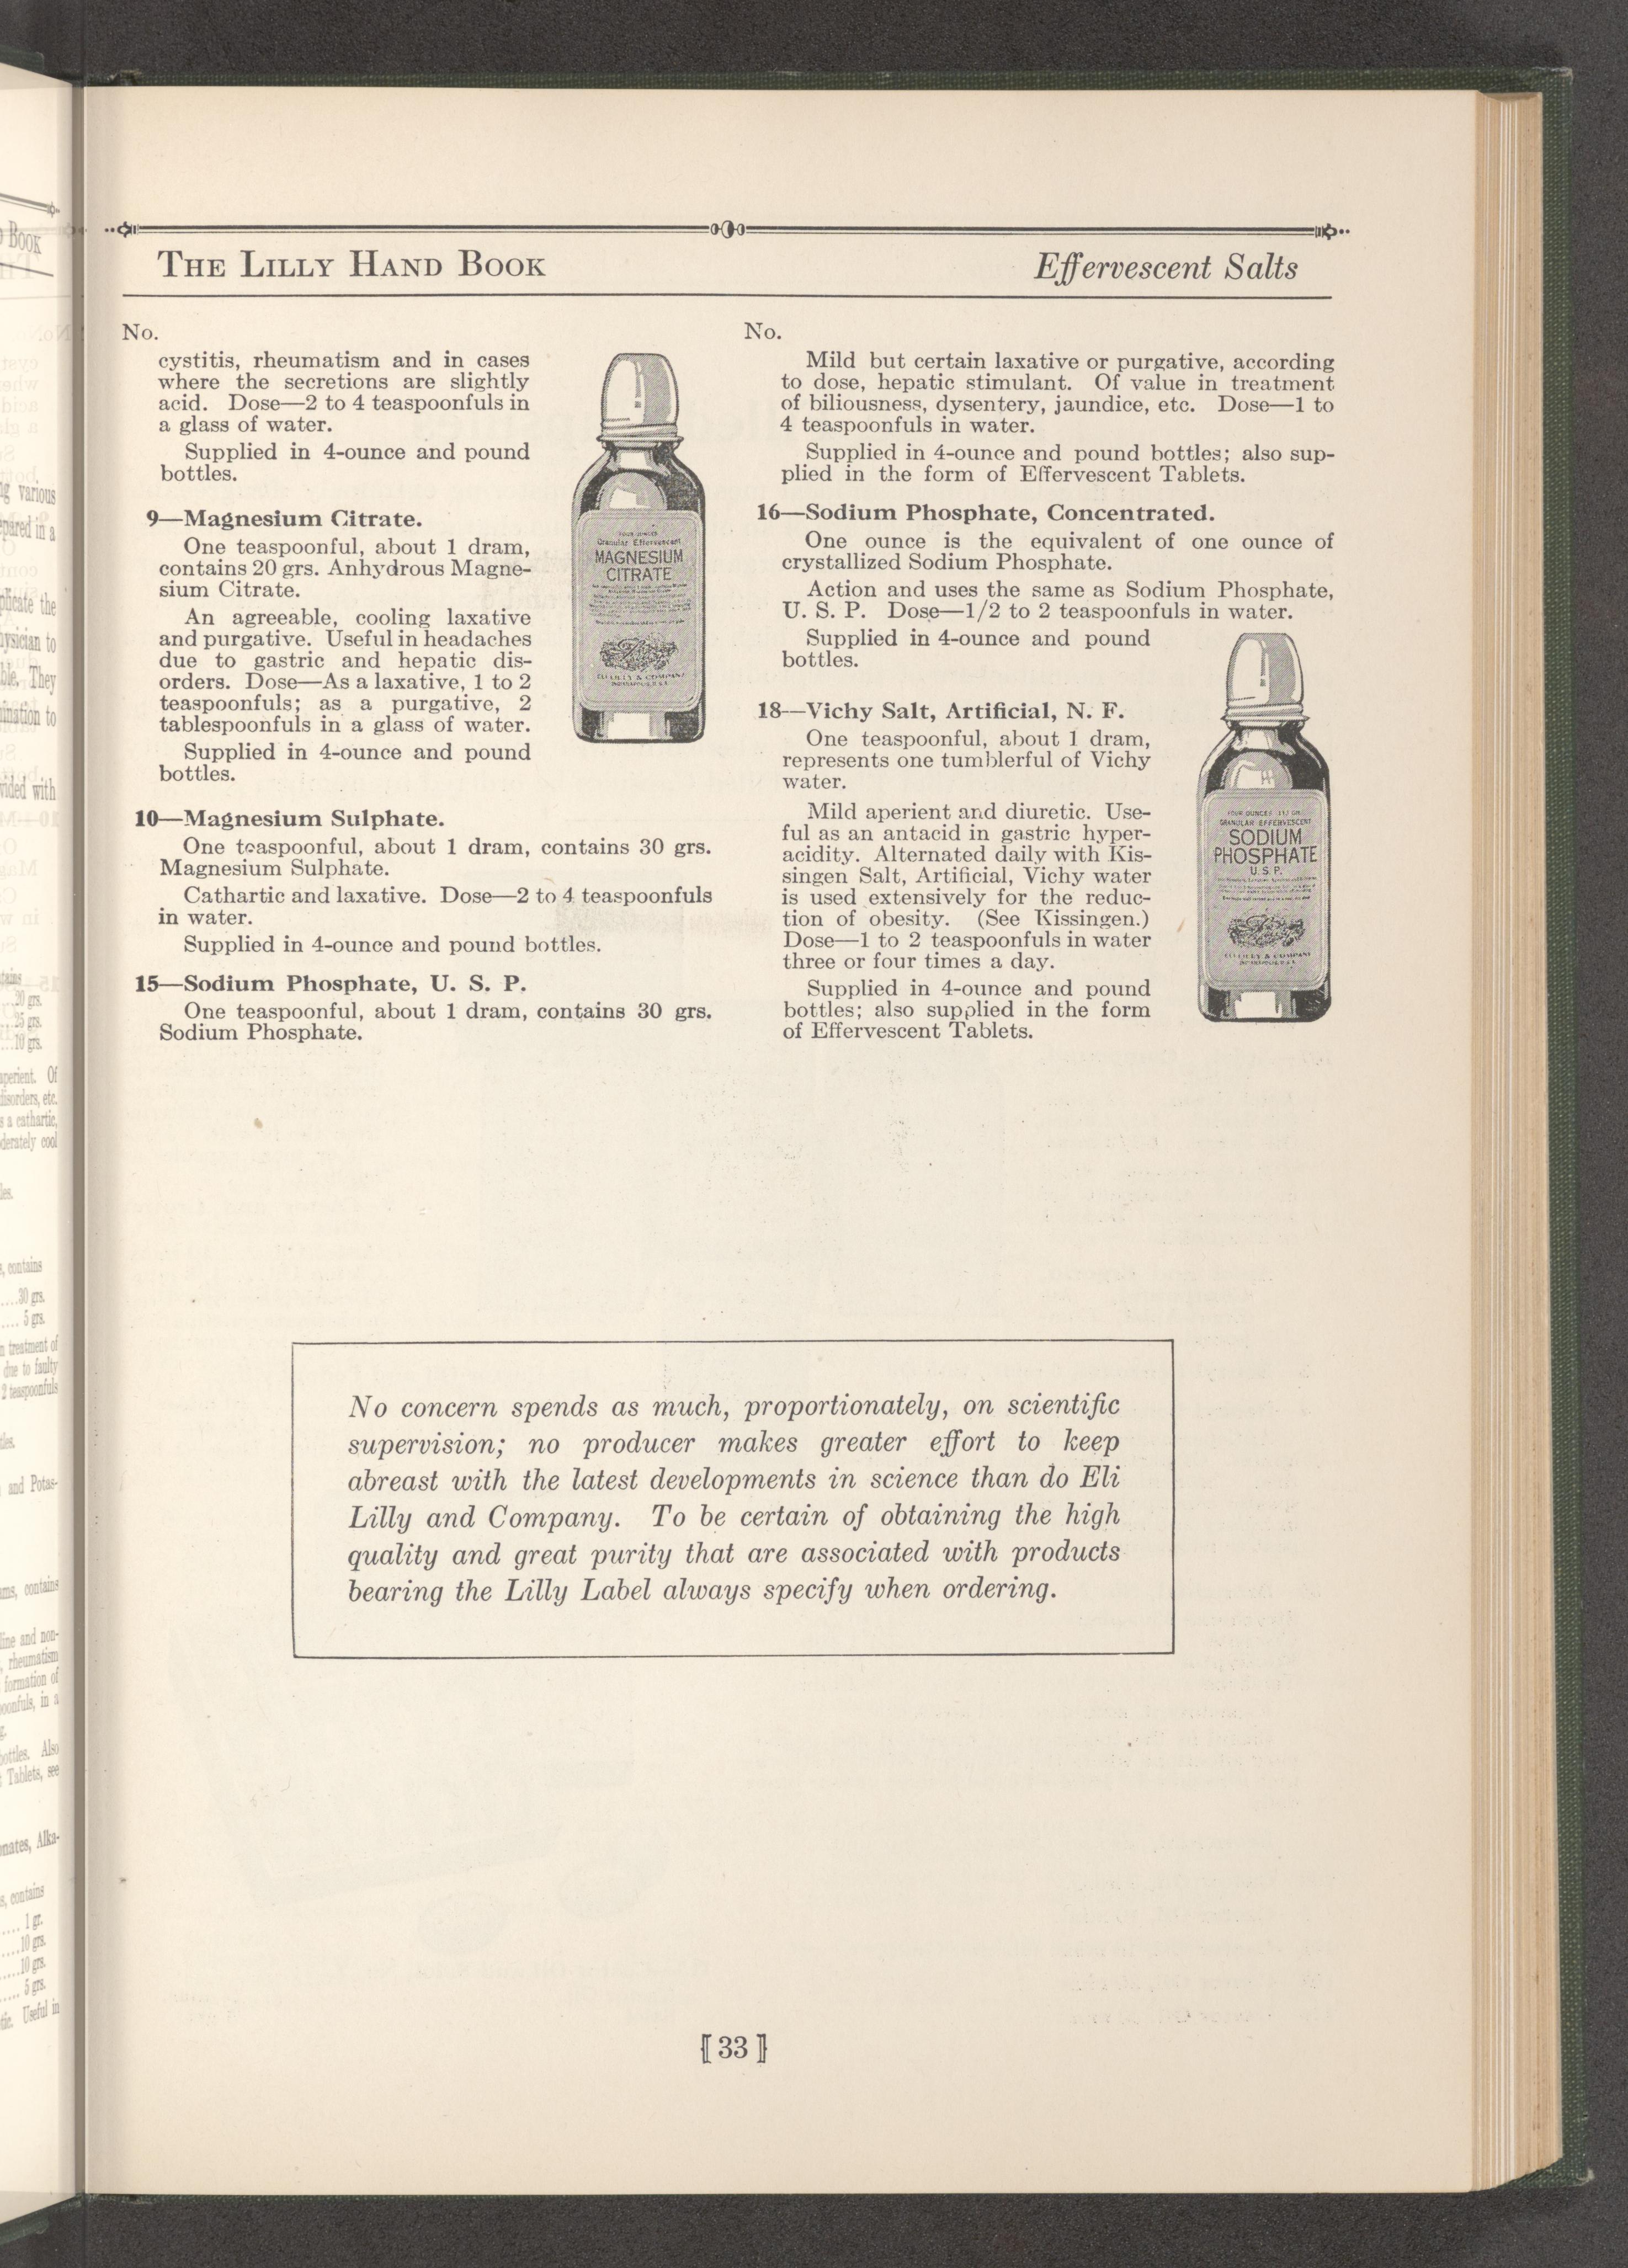 THE LILLY HAND BOOK
Effervescent Salts
No.
cystitis, rheumatism and in cases
where the secretions are slightly
acid. Dose—2 to 4 teaspoonfuls in
a glass of water.
Supplied in 4-ounce and pound
bottles.
9—Magnesium Citrate.
One teaspoonful, about 1 dram,
contains 20 grs. Anhydrous Magne-
sium Citrate.
An agreeable, cooling laxative
and purgative. Useful in headaches
due to gastric and hepatic dis-
orders. Dose—As a laxative, 1 to 2
teaspoonfuls; as a purgative, 2
tablespoonfuls in a glass of water.
Supplied in 4-ounce and pound
bottles.
Granular Effervescent
MAGNESIUM
CITRATE
ELI LILLY & COMPANY
INDIANAPOLIS, U.S.A.
10—Magnesium Sulphate.
One teaspoonful, about 1 dram, contains 30 grs.
Magnesium Sulphate.
Cathartic and laxative. Dose—2 to 4 teaspoonfuls
in water.
Supplied in 4-ounce and pound bottles.
15—Sodium Phosphate, U. S. P.
One teaspoonful, about 1 dram, contains 30 grs.
Sodium Phosphate.
No.
Mild but certain laxative or purgative, according
to dose, hepatic stimulant. Of value in treatment
of biliousness, dysentery, jaundice, etc. Dose—1 to
4 teaspoonfuls in water.
Supplied in 4-ounce and pound bottles; also sup-
plied in the form of Effervescent Tablets.
16—Sodium Phosphate, Concentrated.
One ounce is the equivalent of one ounce of
crystallized Sodium Phosphate.
Action and uses the same as Sodium Phosphate,
U. S. P. Dose—1/2 to 2 teaspoonfuls in water.
Supplied in 4-ounce and pound
bottles.
18—Vichy Salt, Artificial, N. F.
One teaspoonful, about 1 dram,
represents one tumblerful of Vichy
water.
Mild aperient and diuretic. Use-
ful as an antacid in gastric hyper-
acidity. Alternated daily with Kis-
singen Salt, Artificial, Vichy water
is used extensively for the reduc-
tion of obesity. (See Kissingen.)
Dose—1 to 2 teaspoonfuls in water
three or four times a day.
Supplied in 4-ounce and pound
bottles; also supplied in the form
of Effervescent Tablets.
FOUR OUNCES
GRANULAR EFFERVESCENT
SODIUM
PHOSPHATE
U.S.P.
ELI LILLY & COMPANY
INDIANAPOLIS, U.S.A.
No concern spends as much, proportionately, on scientific
supervision; no producer makes greater effort to keep
abreast with the latest developments in science than do Eli
Lilly and Company. To be certain of obtaining the high
quality and great purity that are associated with products
bearing the Lilly Label always specify when ordering.
[ 33 ]